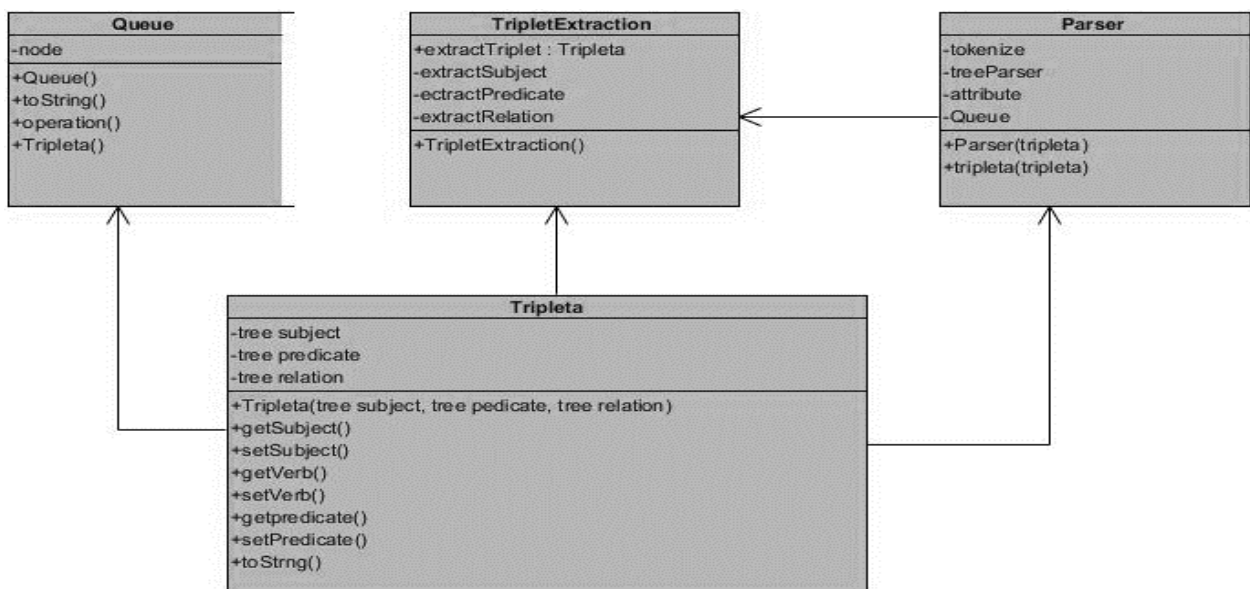 Queue
-node
+Queue()
+toString()
+operation()
+Tripleta()
TripletExtraction
+extractTriplet : Tripleta
-extractSubject
-ectractPredicate
-extractRelation
+TripletExtraction()
Parser
-tokenize
-treeParser
-attribute
-Queue
+Parser(tripleta)
+tripleta(tripleta)
Tripleta
-tree subject
-tree predicate
-tree relation
+Tripleta(tree subject, tree pedicate, tree relation)
+getSubject()
+setSubject()
+getVerb()
+setVerb()
+getpredicate()
+setPredicate()
+toStrng()